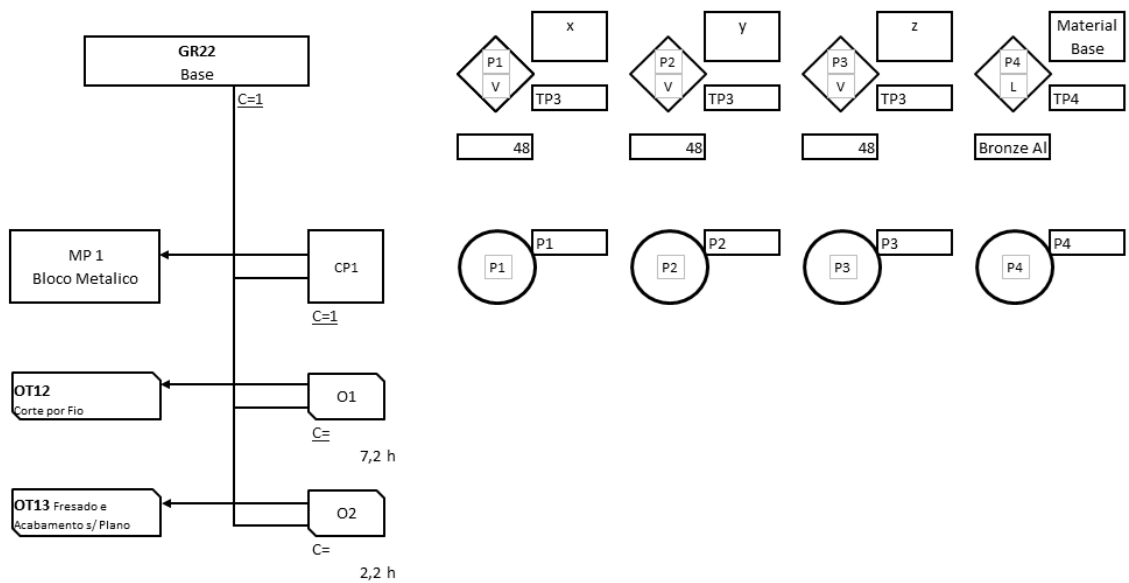 GR22
Base
C=1
x
P1
V
TP3
48
y
P2
V
TP3
48
z
P3
V
TP3
48
Material
Base
P4
L
TP4
Bronze Al
MP 1
Bloco Metalico
CP1
C=1
P1
P1
P2
P2
P3
P3
P4
P4
OT12
Corte por Fio
O1
C=
7,2 h
OT13 Fresado e
Acabamento s/ Plano
O2
C=
2,2 h